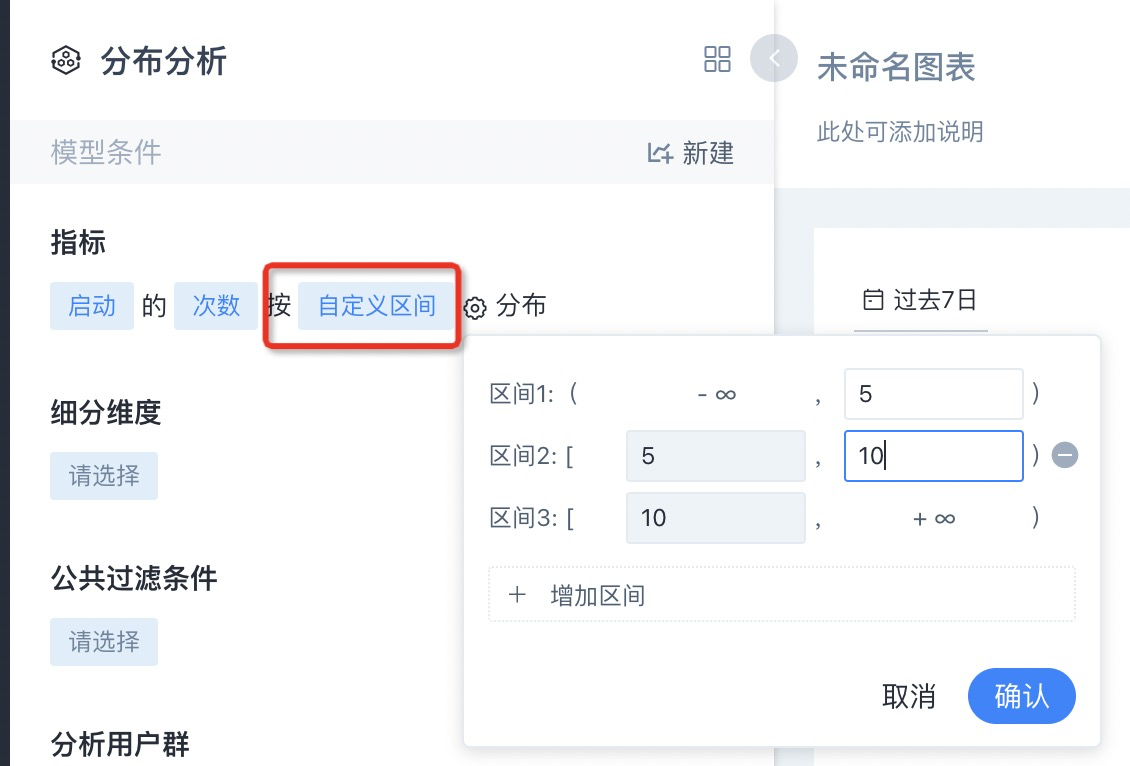 分布分析
未命名图表
此处可添加说明
模型条件
新建
指标
启动 的 次数 按 自定义区间 分布
过去7日
细分维度
请选择
公共过滤条件
请选择
分析用户群
区间1: ( - ∞ , 5 )
区间2: [ 5 , 10 )
区间3: [ 10 , + ∞ )
+ 增加区间
取消 确认